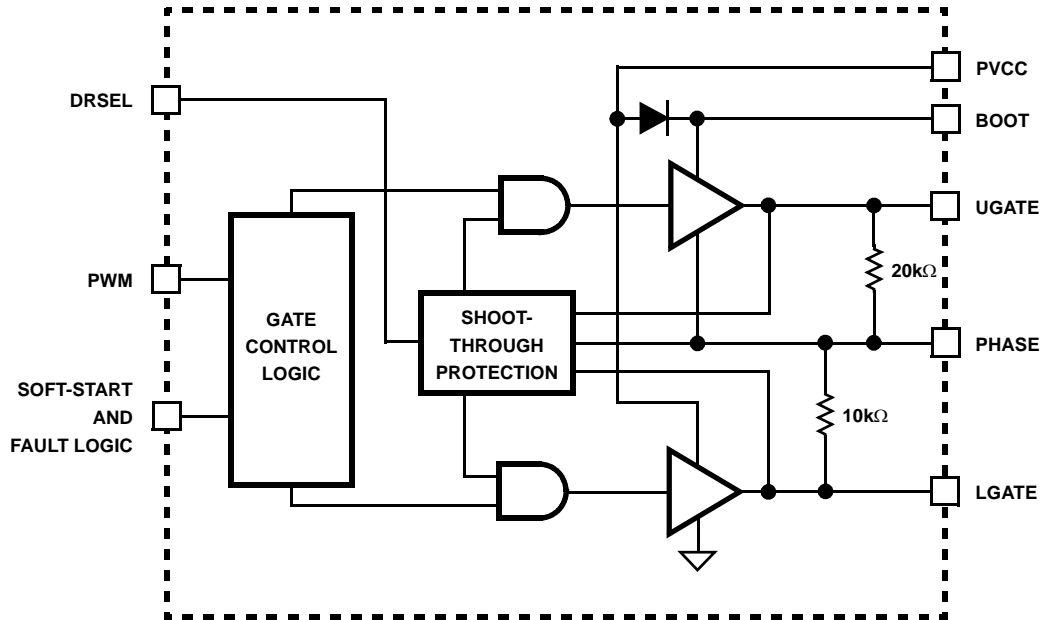 PVCC
DRSEL
BOOT
UGATE
20kΩ
PWM
GATE
CONTROL
LOGIC
SHOOT-
THROUGH
PROTECTION
PHASE
SOFT-START
AND
FAULT LOGIC
10kΩ
LGATE